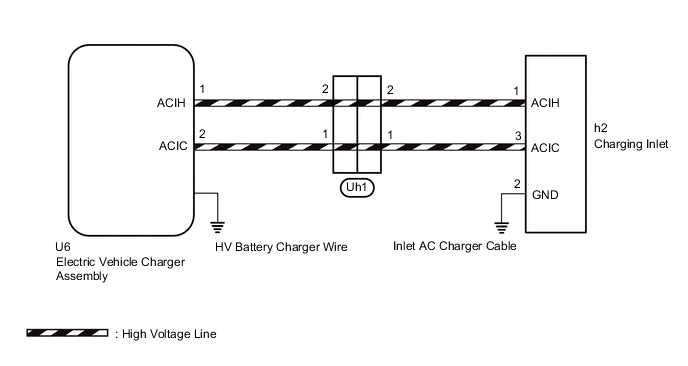 1 2 2 1
ACIH ACIH
2 1 1 3
ACIC ACIC
h2
Charging Inlet
2
GND
Uh1
U6
Electric Vehicle Charger
Assembly
HV Battery Charger Wire
Inlet AC Charger Cable
: High Voltage Line